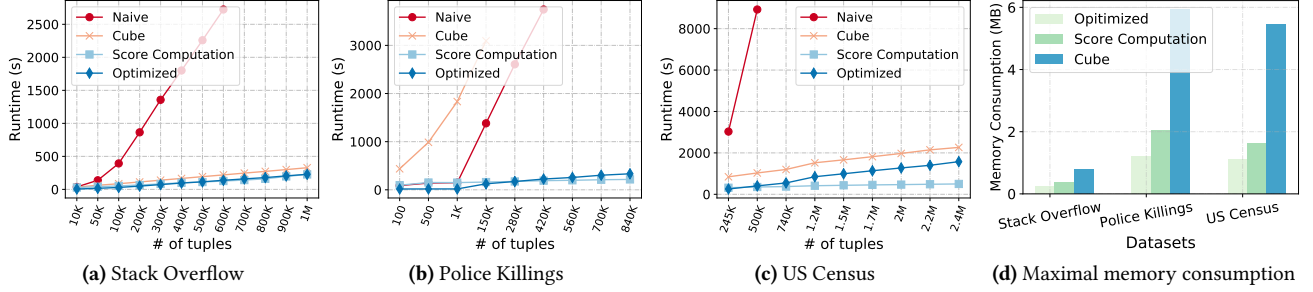 2500
2000
1500
1000
500
0
Runtime (s)
Naive
Cube
Score Computation
Optimized
10K
50K
100K
200K
300K
400K
500K
600K
700K
800K
900K
1M
# of tuples
(a) Stack Overflow
3000
2000
1000
0
Runtime (s)
Naive
Cube
Score Computation
Optimized
100
500
1K
150K
280K
420K
560K
700K
840K
# of tuples
(b) Police Killings
8000
6000
4000
2000
0
Runtime (s)
Naive
Cube
Score Computation
Optimized
245K
500K
740K
1.2M
1.5M
1.7M
2M
2.2M
2.4M
# of tuples
(c) US Census
6
4
2
0
Memory Consumption (MB)
Opitimized
Score Computation
Cube
Stack Overflow
Police Killings
US Census
Datasets
(d) Maximal memory consumption